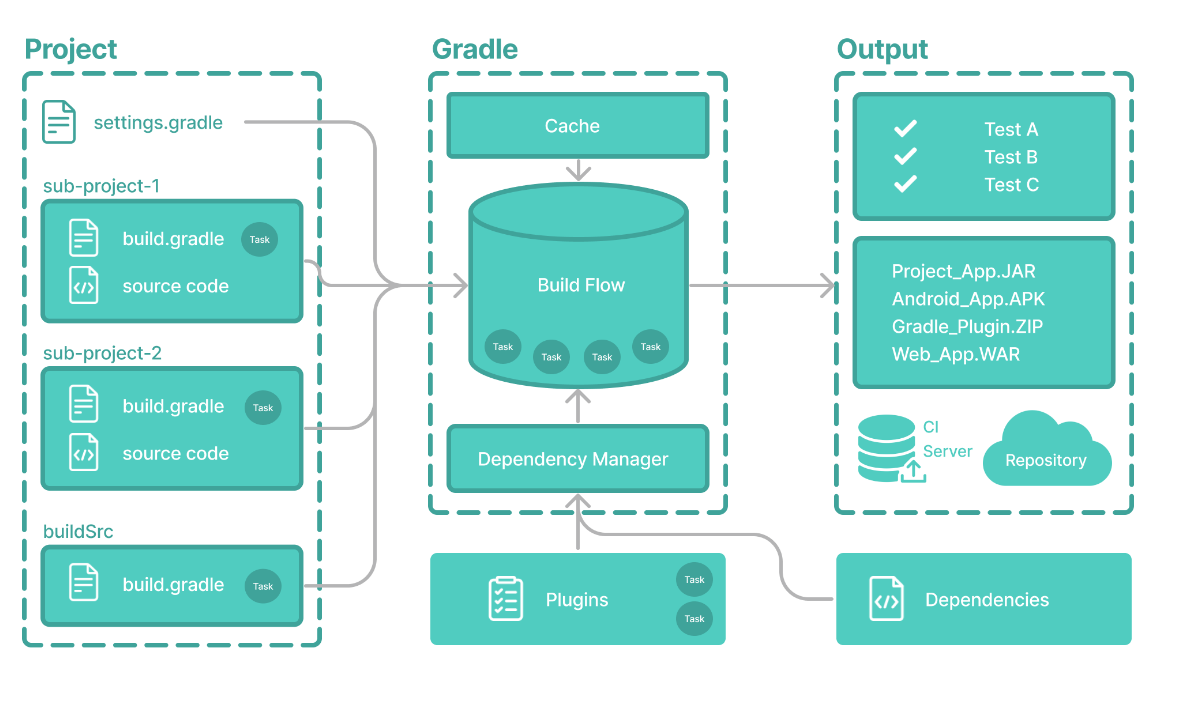 Project
settings.gradle
sub-project-1
build.gradle
Task
source code
sub-project-2
build.gradle
Task
source code
buildSrc
build.gradle
Task
Gradle
Cache
Build Flow
Task
Task
Task
Task
Dependency Manager
Plugins
Task
Task
Output
Test A
Test B
Test C
Project_App.JAR
Android_App.APK
Gradle_Plugin.ZIP
Web_App.WAR
CI
Server
Repository
Dependencies